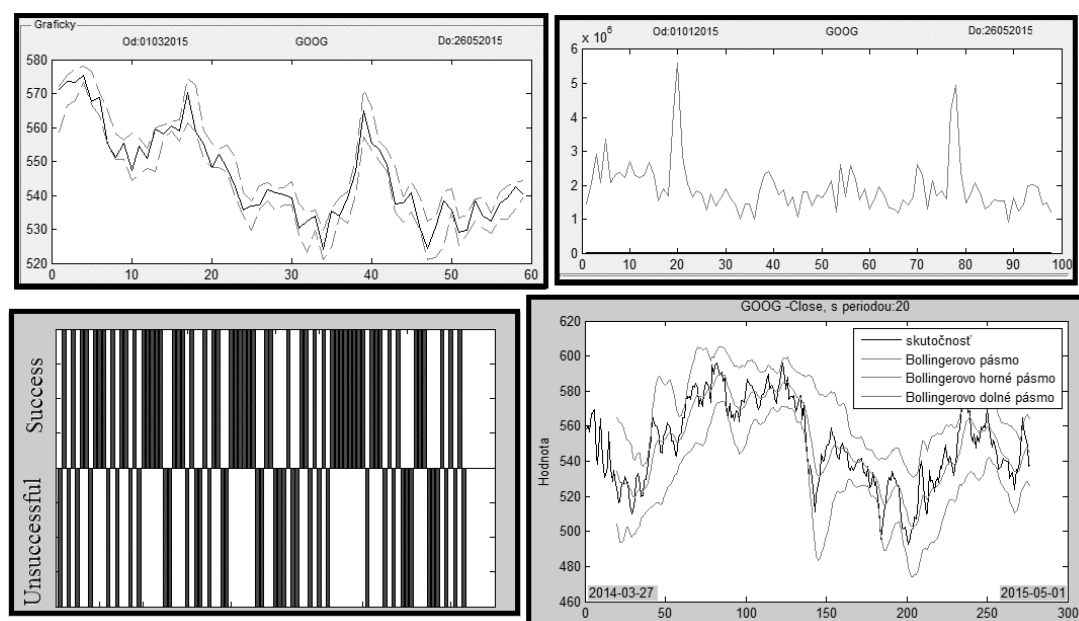 Graficky
Od:01032015 GOOG Do:26052015
580
570
560
550
540
530
520
0 10 20 30 40 50 60
Od:01012015 GOOG Do:26052015
x 10^6
6
5
4
3
2
1
0
0 10 20 30 40 50 60 70 80 90 100
Success
Unsuccessful
GOOG -Close, s periodou:20
620
600
580
560
540
520
500
480
460
Hodnota
skutočnosť
Bollingerovo pásmo
Bollingerovo horné pásmo
Bollingerovo dolné pásmo
2014-03-27 2015-05-01
0 50 100 150 200 250 300